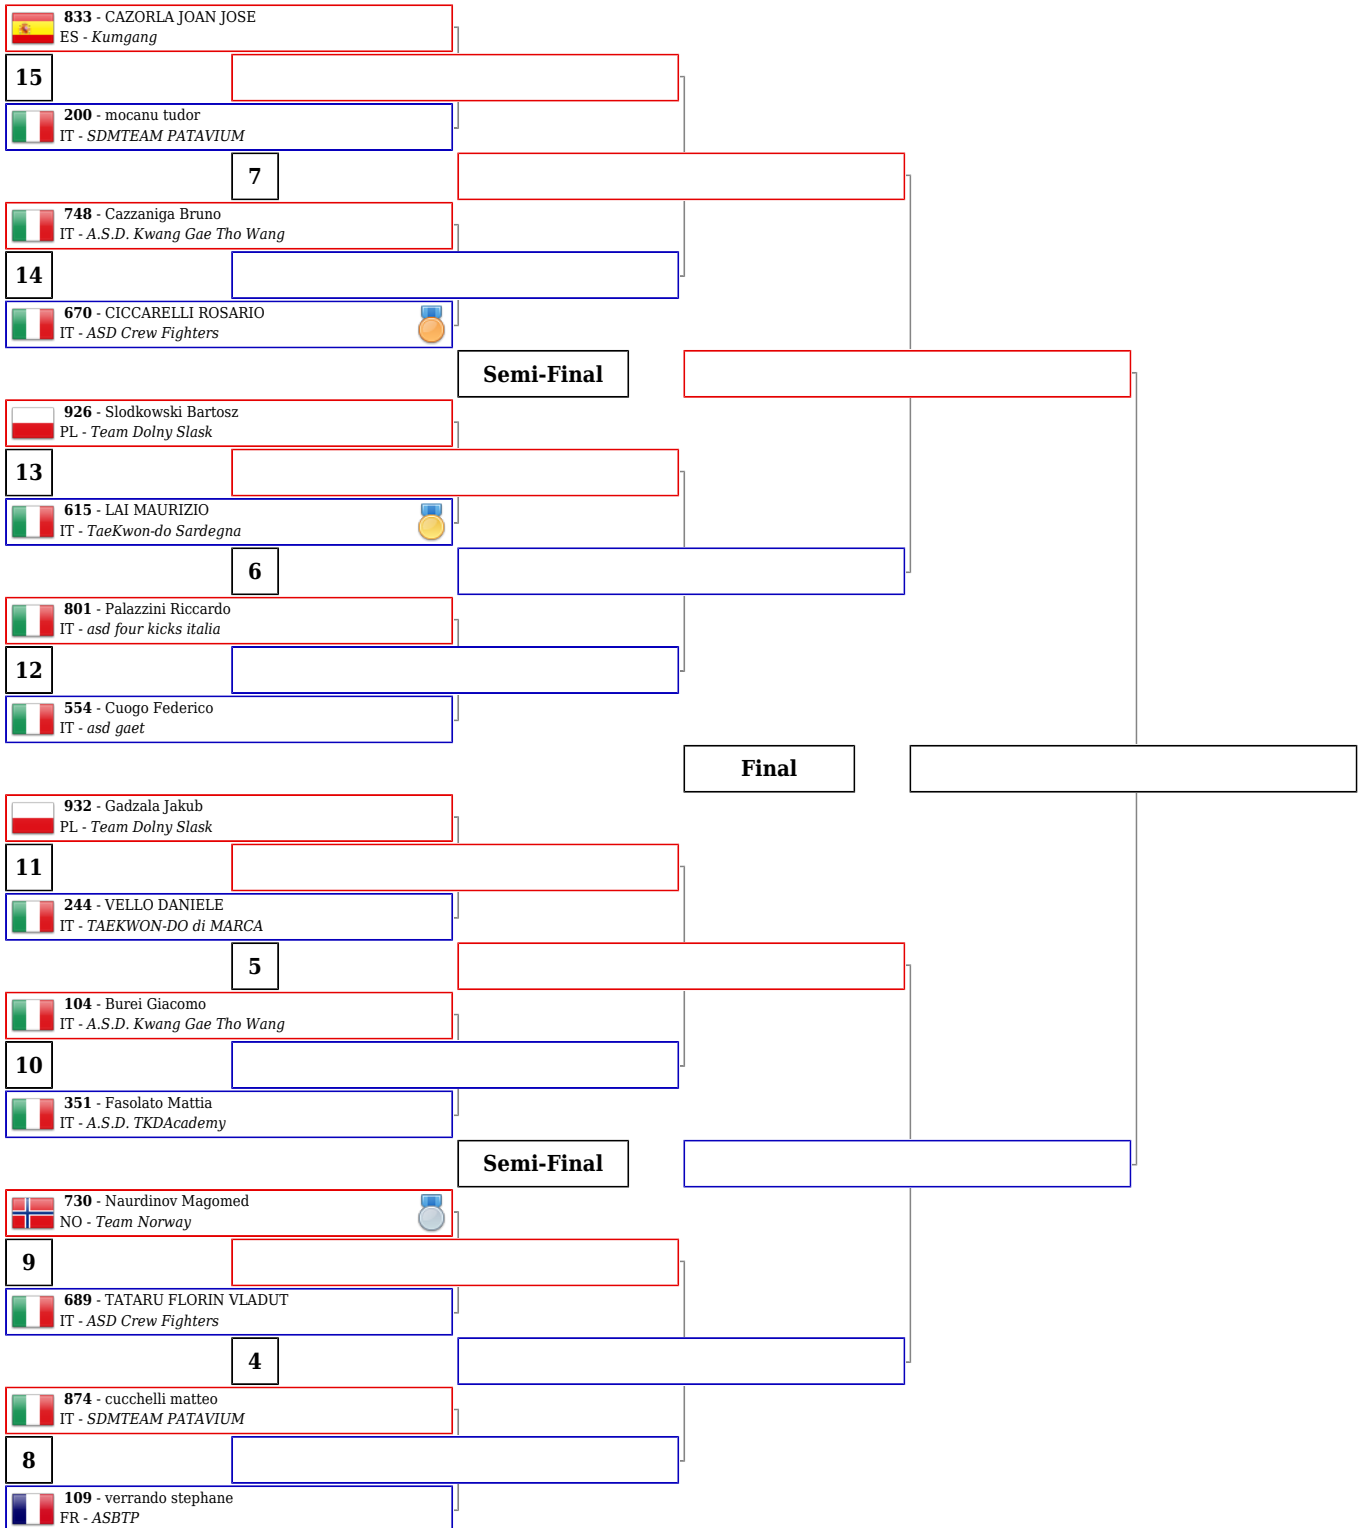 833 - CAZORLA JOAN JOSE
ES - Kumgang
15
200 - mocanu tudor
IT - SDMTEAM PATAVIUM
7
748 - Cazzaniga Bruno
IT - A.S.D. Kwang Gae Tho Wang
14
670 - CICCARELLI ROSARIO
IT - ASD Crew Fighters
Semi-Final
926 - Slodkowski Bartosz
PL - Team Dolny Slask
13
615 - LAI MAURIZIO
IT - TaeKwon-do Sardegna
6
801 - Palazzini Riccardo
IT - asd four kicks italia
12
554 - Cuogo Federico
IT - asd gaet
Final
932 - Gadzala Jakub
PL - Team Dolny Slask
11
244 - VELLO DANIELE
IT - TAEKWON-DO di MARCA
5
104 - Burei Giacomo
IT - A.S.D. Kwang Gae Tho Wang
10
351 - Fasolato Mattia
IT - A.S.D. TKDAcademy
Semi-Final
730 - Naurdinov Magomed
NO - Team Norway
9
689 - TATARU FLORIN VLADUT
IT - ASD Crew Fighters
4
874 - cucchelli matteo
IT - SDMTEAM PATAVIUM
8
109 - verrando stephane
FR - ASBTP